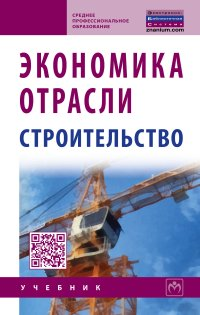 СРЕДНЕЕ
ПРОФЕССИОНАЛЬНОЕ
ОБРАЗОВАНИЕ
Электронно-
Библиотечная
Система
znanium.com
ЭКОНОМИКА
ОТРАСЛИ
СТРОИТЕЛЬСТВО
УЧЕБНИК